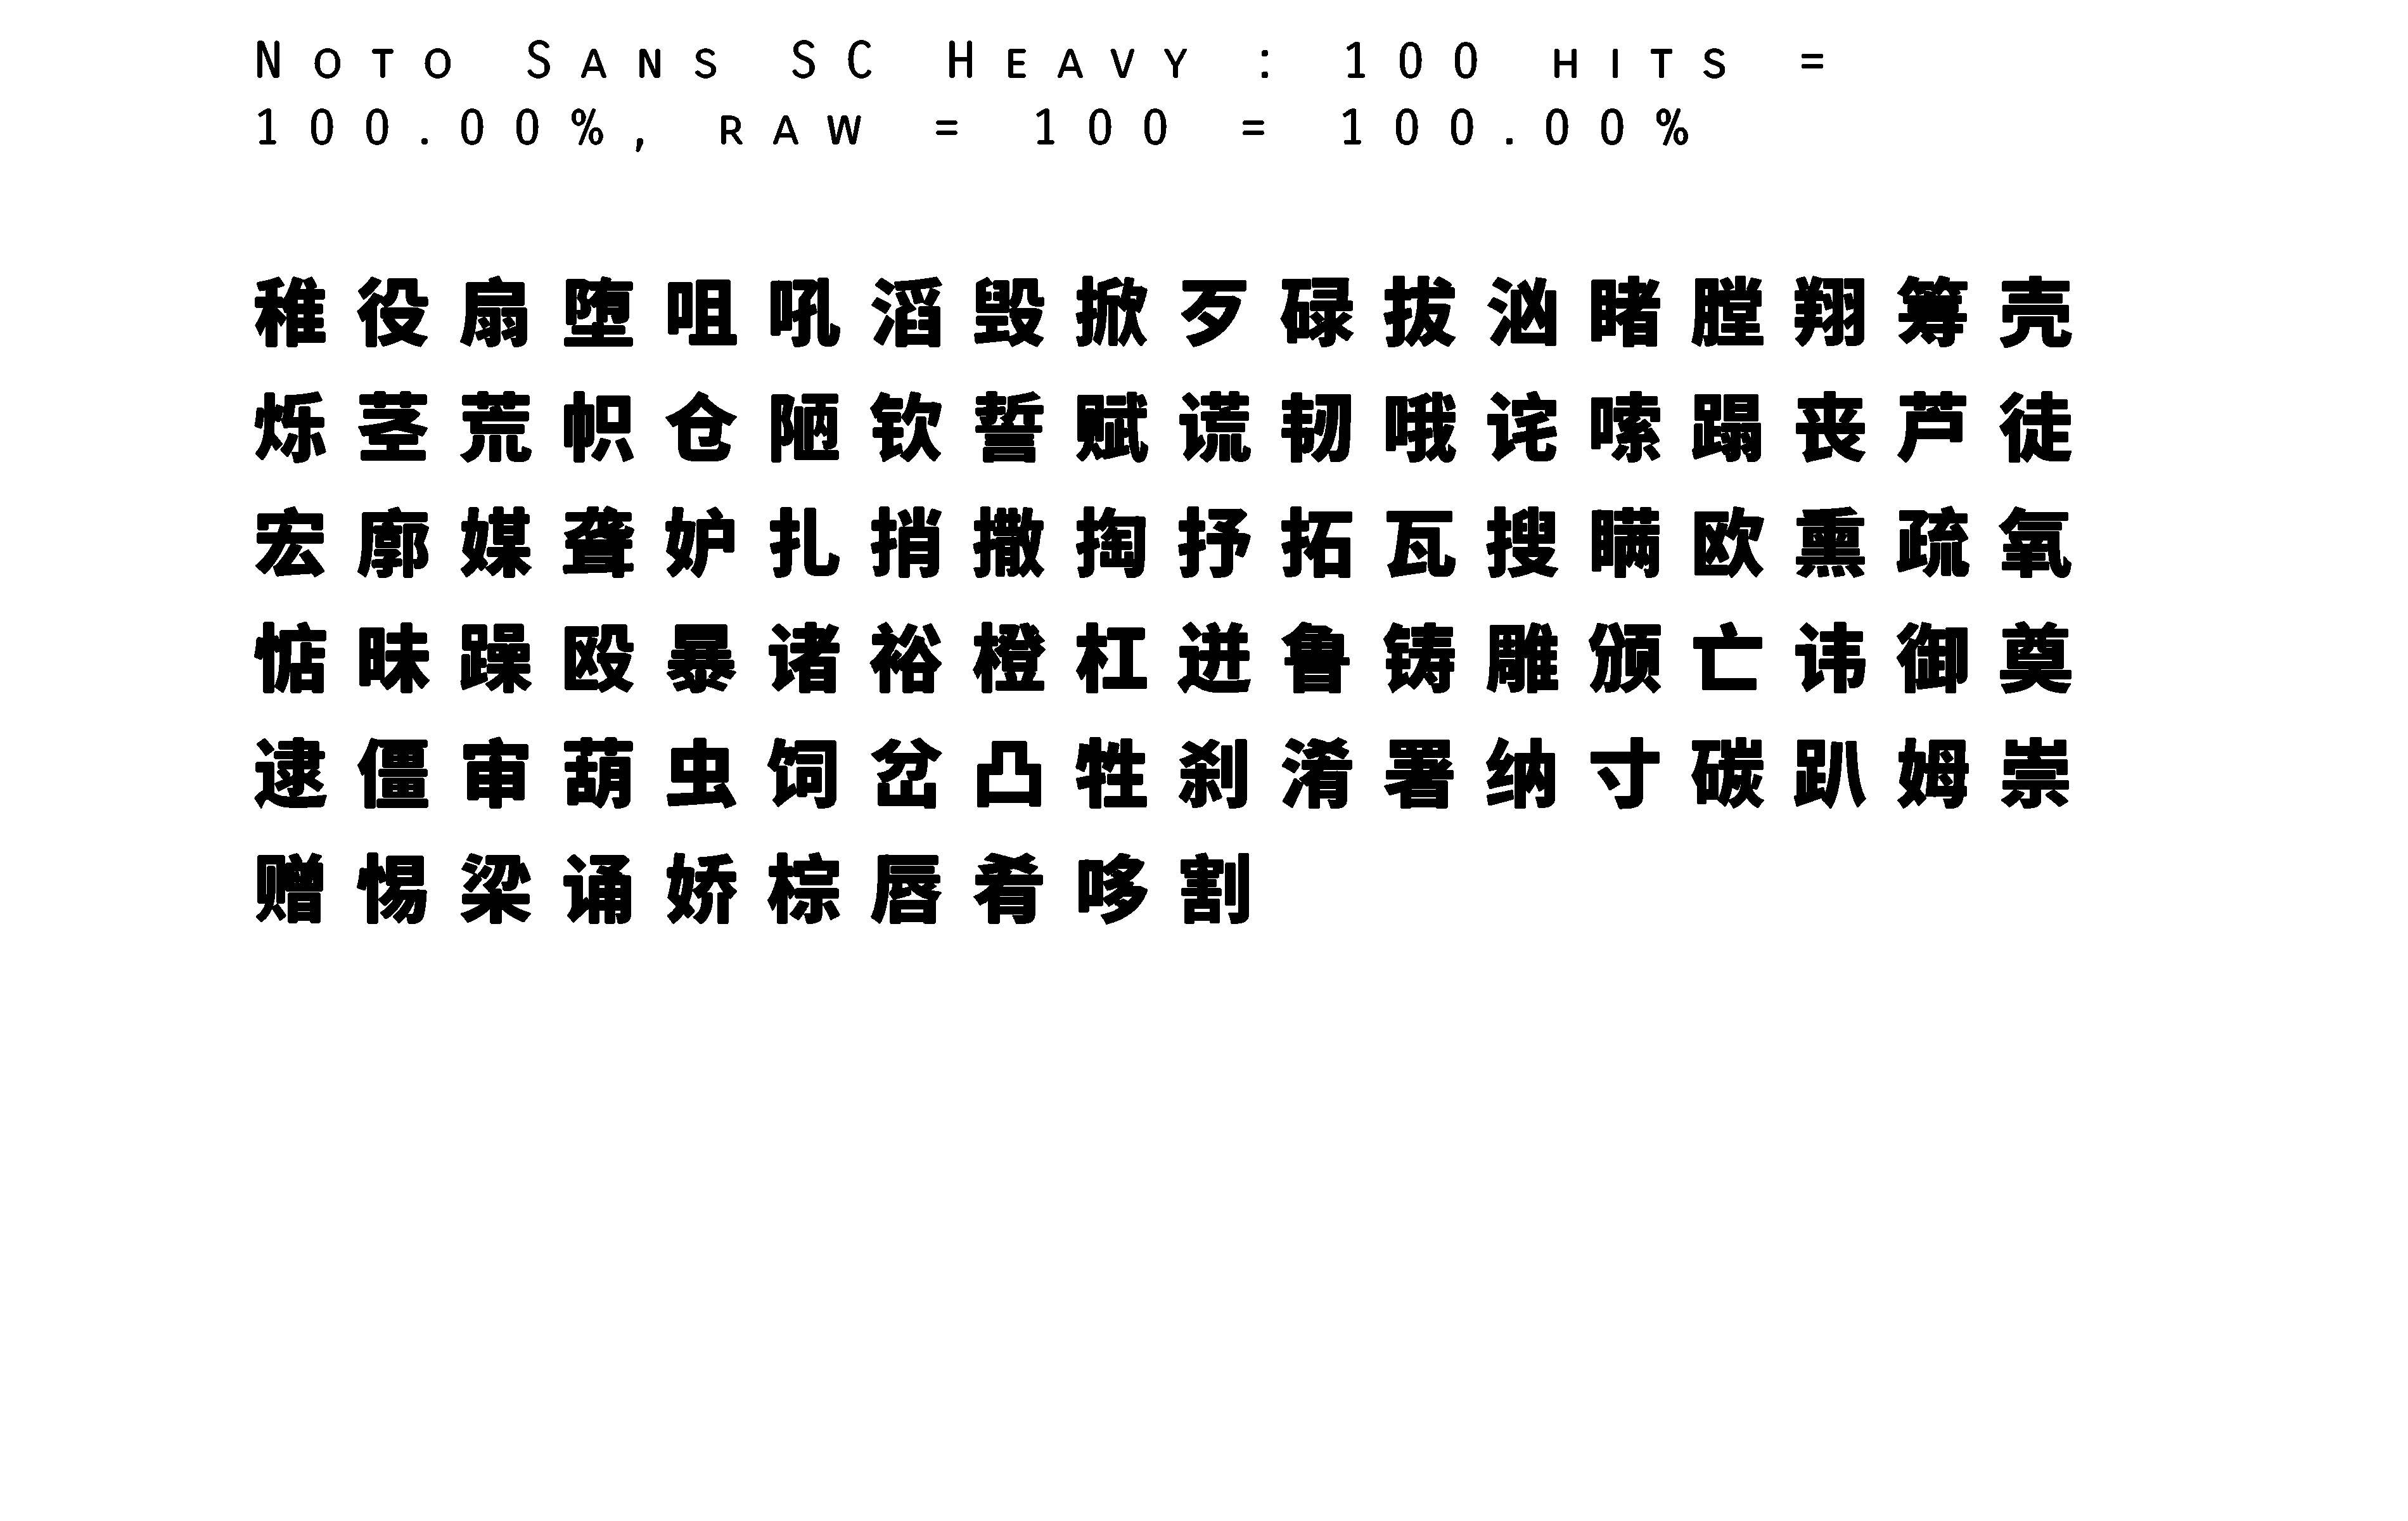 Noto Sans SC Heavy : 100 hits =
100.00%, raw = 100 = 100.00%
稚役扇堕咀吼滔毁掀歹碌拔汹睹膛翔筹壳
烁茎荒帜仓陋钦誓赋谎韧哦诧嗦蹋丧芦徒
宏廓媒聋妒扎捎撒掏抒拓瓦搜瞒欧熏疏氧
惦昧躁殴暴诸裕橙杠迸鲁铸雕颁亡讳御奠
逮僵审葫虫饲岔凸牲刹淆署纳寸碳趴姆崇
赠惕梁诵娇棕唇肴哆割